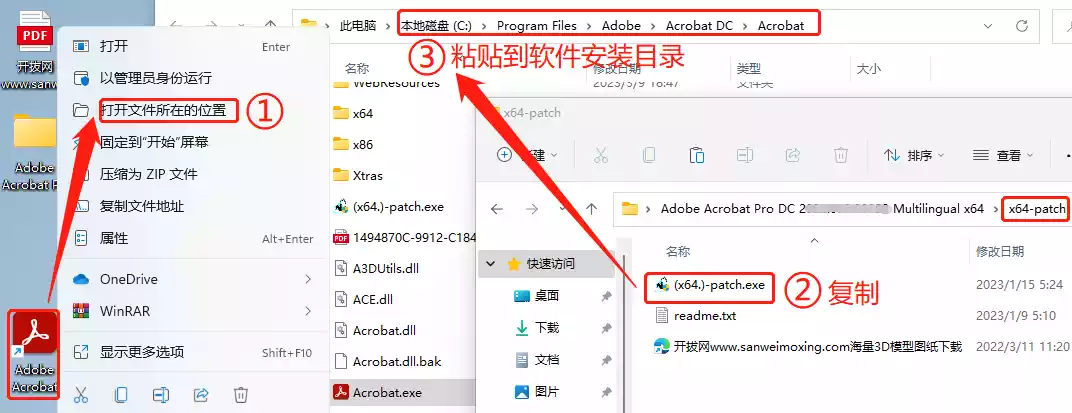 PDF
开拔网
www.sanw
Adobe
Acrobat P
Adobe
Acrobat
打开 Enter
以管理员身份运行
打开文件所在的位置 ①
固定到"开始"屏幕
压缩为 ZIP 文件
复制文件地址
属性 Alt+Enter
OneDrive
WinRAR
显示更多选项 Shift+F10
此电脑 本地磁盘 (C:) Program Files Adobe Acrobat DC Acrobat
③ 粘贴到软件安装目录
名称 修改日期 类型 大小
WebResources 2023/3/9 18:47 文件夹
x64
x86
Xtras
(x64.)-patch.exe
1494870C-9912-C184
A3DUtils.dll
ACE.dll
Acrobat.dll
Acrobat.dll.bak
Acrobat.exe
x64-patch
新建 排序 查看
Adobe Acrobat Pro DC 2 Multilingual x64 x64-patch
快速访问
桌面
下载
文档
图片
名称 修改日期
(x64.)-patch.exe 2023/1/15 5:24
② 复制
readme.txt 2023/1/9 5:10
开拔网www.sanweimoxing.com海量3D模型图纸下载 2022/3/11 11:20